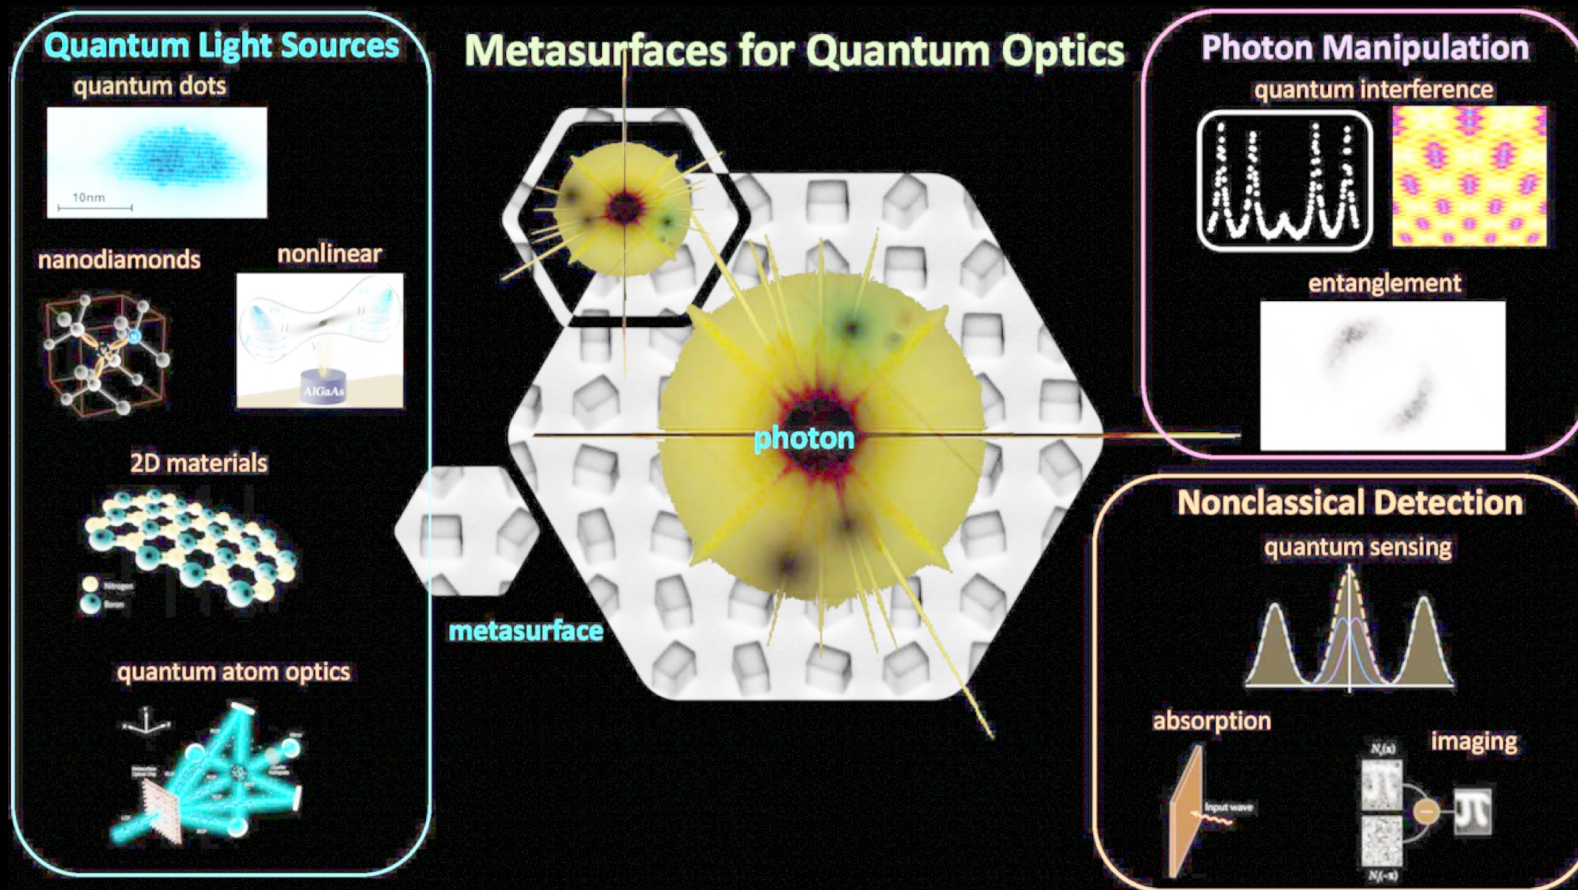 Metasurfaces for Quantum Optics
Quantum Light Sources
quantum dots
10nm
nanodiamonds
nonlinear
AlGaAs
2D materials
Nitrogen
Boron
quantum atom optics
photon
metasurface
Photon Manipulation
quantum interference
entanglement
Nonclassical Detection
quantum sensing
absorption
Input wave
imaging